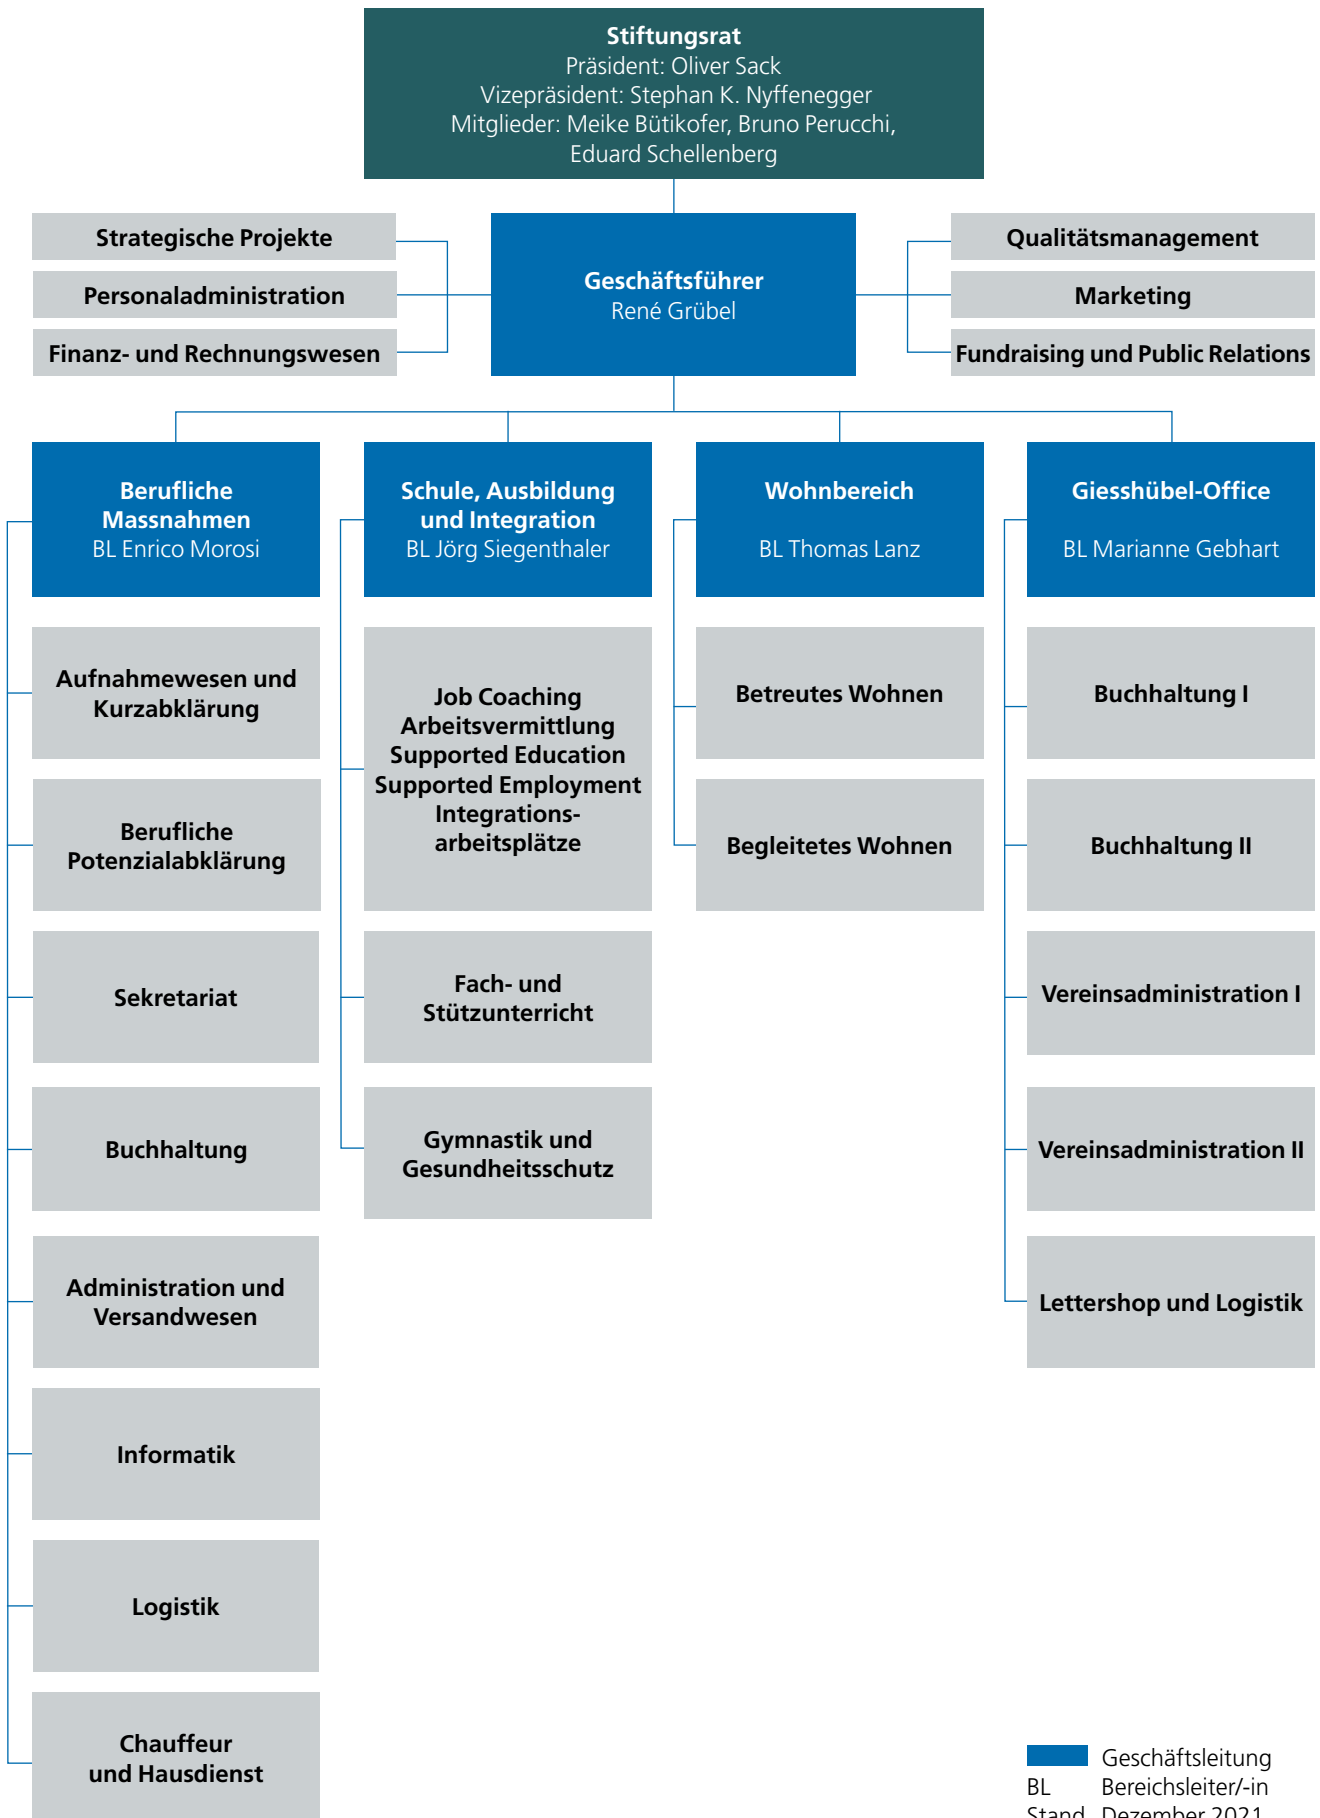 Stiftungsrat
Präsident: Oliver Sack
Vizepräsident: Stephan K. Nyffenegger
Mitglieder: Meike Bütikofer, Bruno Perucchi,
Eduard Schellenberg
Strategische Projekte
Personaladministration
Finanz- und Rechnungswesen
Geschäftsführer
René Grübel
Qualitätsmanagement
Marketing
Fundraising und Public Relations
Berufliche
Massnahmen
BL Enrico Morosi
Aufnahmewesen und
Kurzabklärung
Berufliche
Potenzialabklärung
Sekretariat
Buchhaltung
Administration und
Versandwesen
Informatik
Logistik
Chauffeur
und Hausdienst
Schule, Ausbildung
und Integration
BL Jörg Siegenthaler
Job Coaching
Arbeitsvermittlung
Supported Education
Supported Employment
Integrations-
arbeitsplätze
Fach- und
Stützunterricht
Gymnastik und
Gesundheitsschutz
Wohnbereich
BL Thomas Lanz
Betreutes Wohnen
Begleitetes Wohnen
Giesshübel-Office
BL Marianne Gebhart
Buchhaltung I
Buchhaltung II
Vereinsadministration I
Vereinsadministration II
Lettershop und Logistik
Geschäftsleitung
BL Bereichsleiter/-in
Stand Dezember 2021